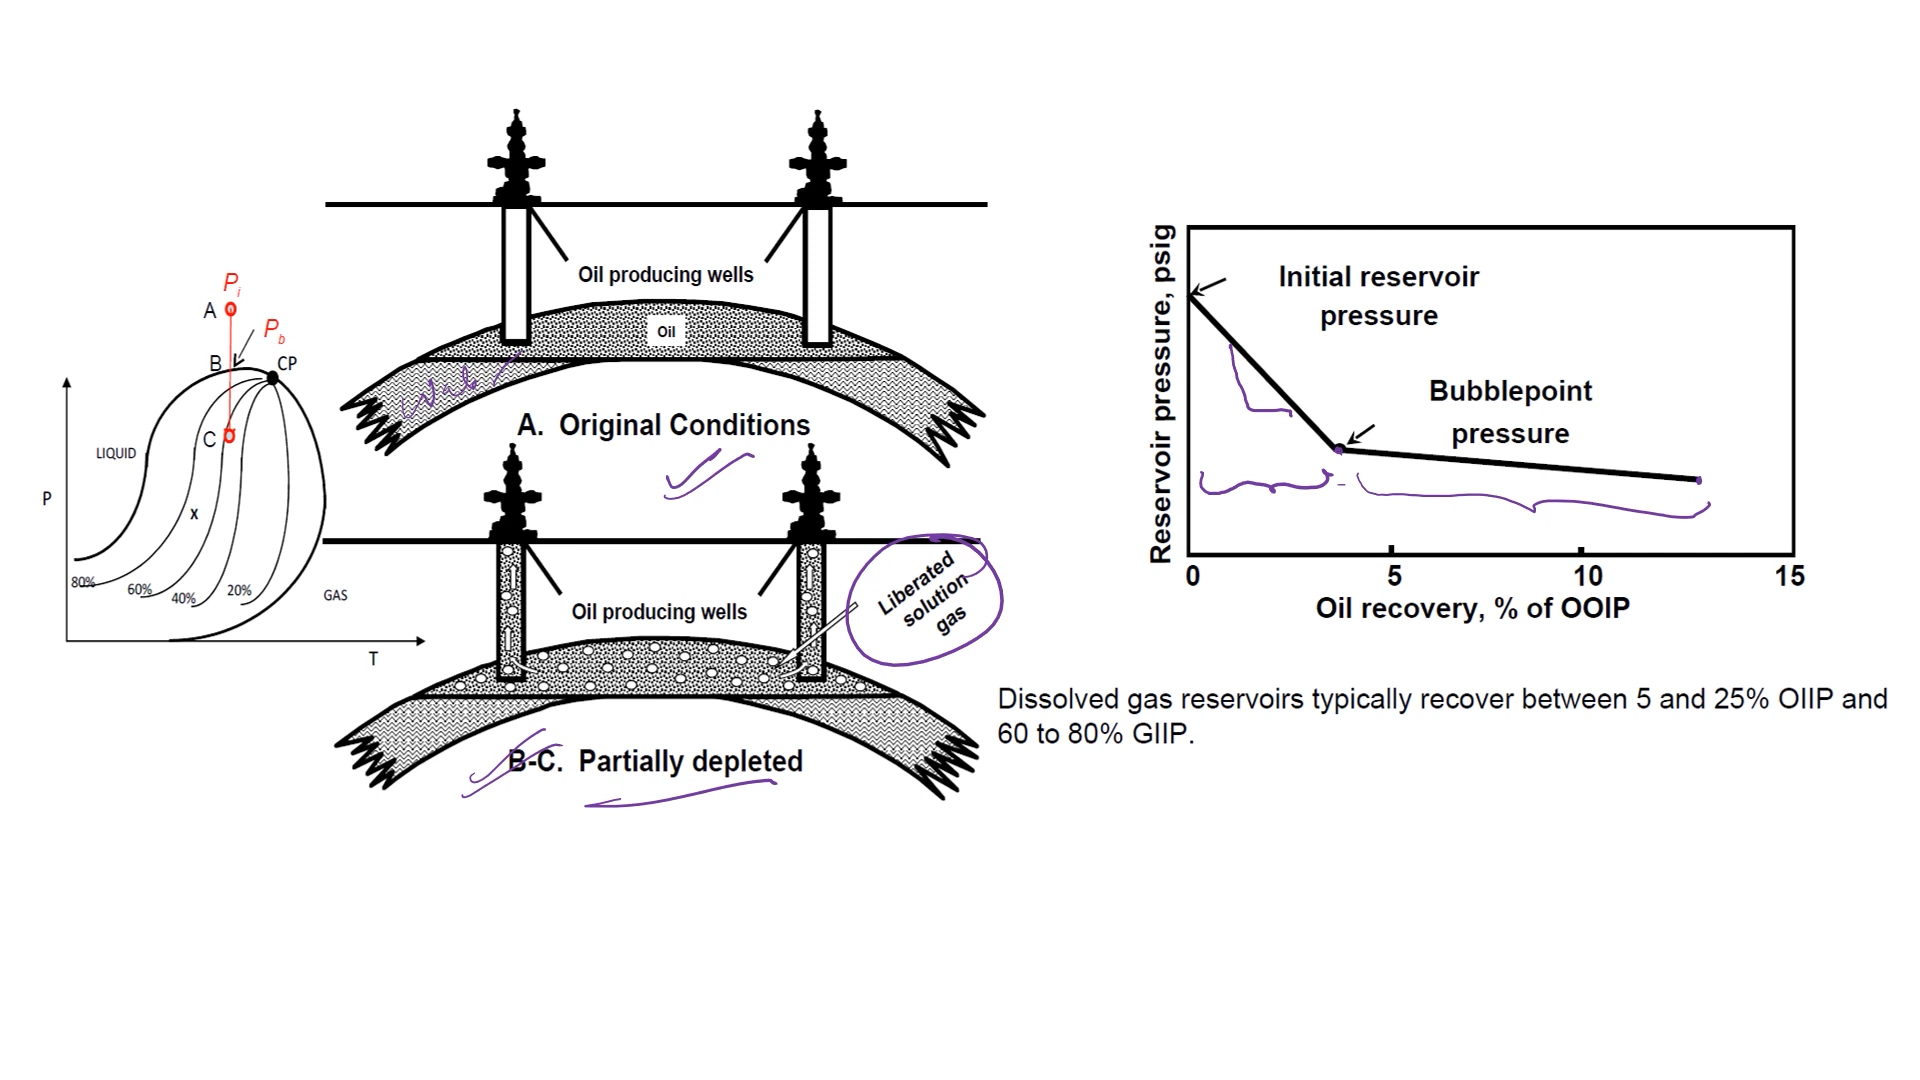 P
LIQUID
80%
60%
40%
20%
GAS
T
Pi
A
Pb
B
CP
C
x
Oil producing wells
Oil
A. Original Conditions
Oil producing wells
Liberated
solution
gas
B-C. Partially depleted
Reservoir pressure, psig
Initial reservoir
pressure
Bubblepoint
pressure
0 5 10 15
Oil recovery, % of OOIP
Dissolved gas reservoirs typically recover between 5 and 25% OIIP and
60 to 80% GIIP.